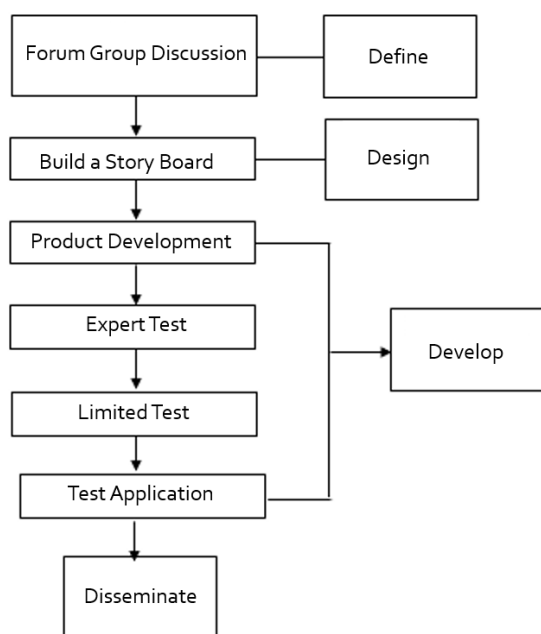 Forum Group Discussion
Define
Build a Story Board
Design
Product Development
Expert Test
Develop
Limited Test
Test Application
Disseminate